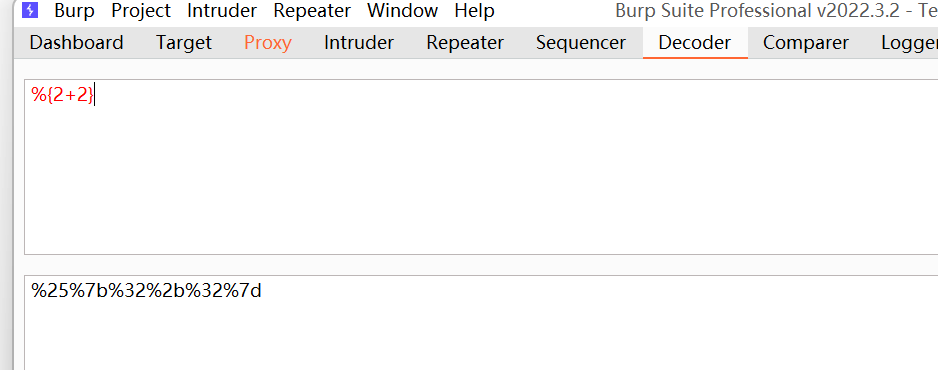 Burp Project Intruder Repeater Window Help Burp Suite Professional v2022.3.2 - Te
Dashboard Target Proxy Intruder Repeater Sequencer Decoder Comparer Logger
%{2+2}
%25%7b%32%2b%32%7d